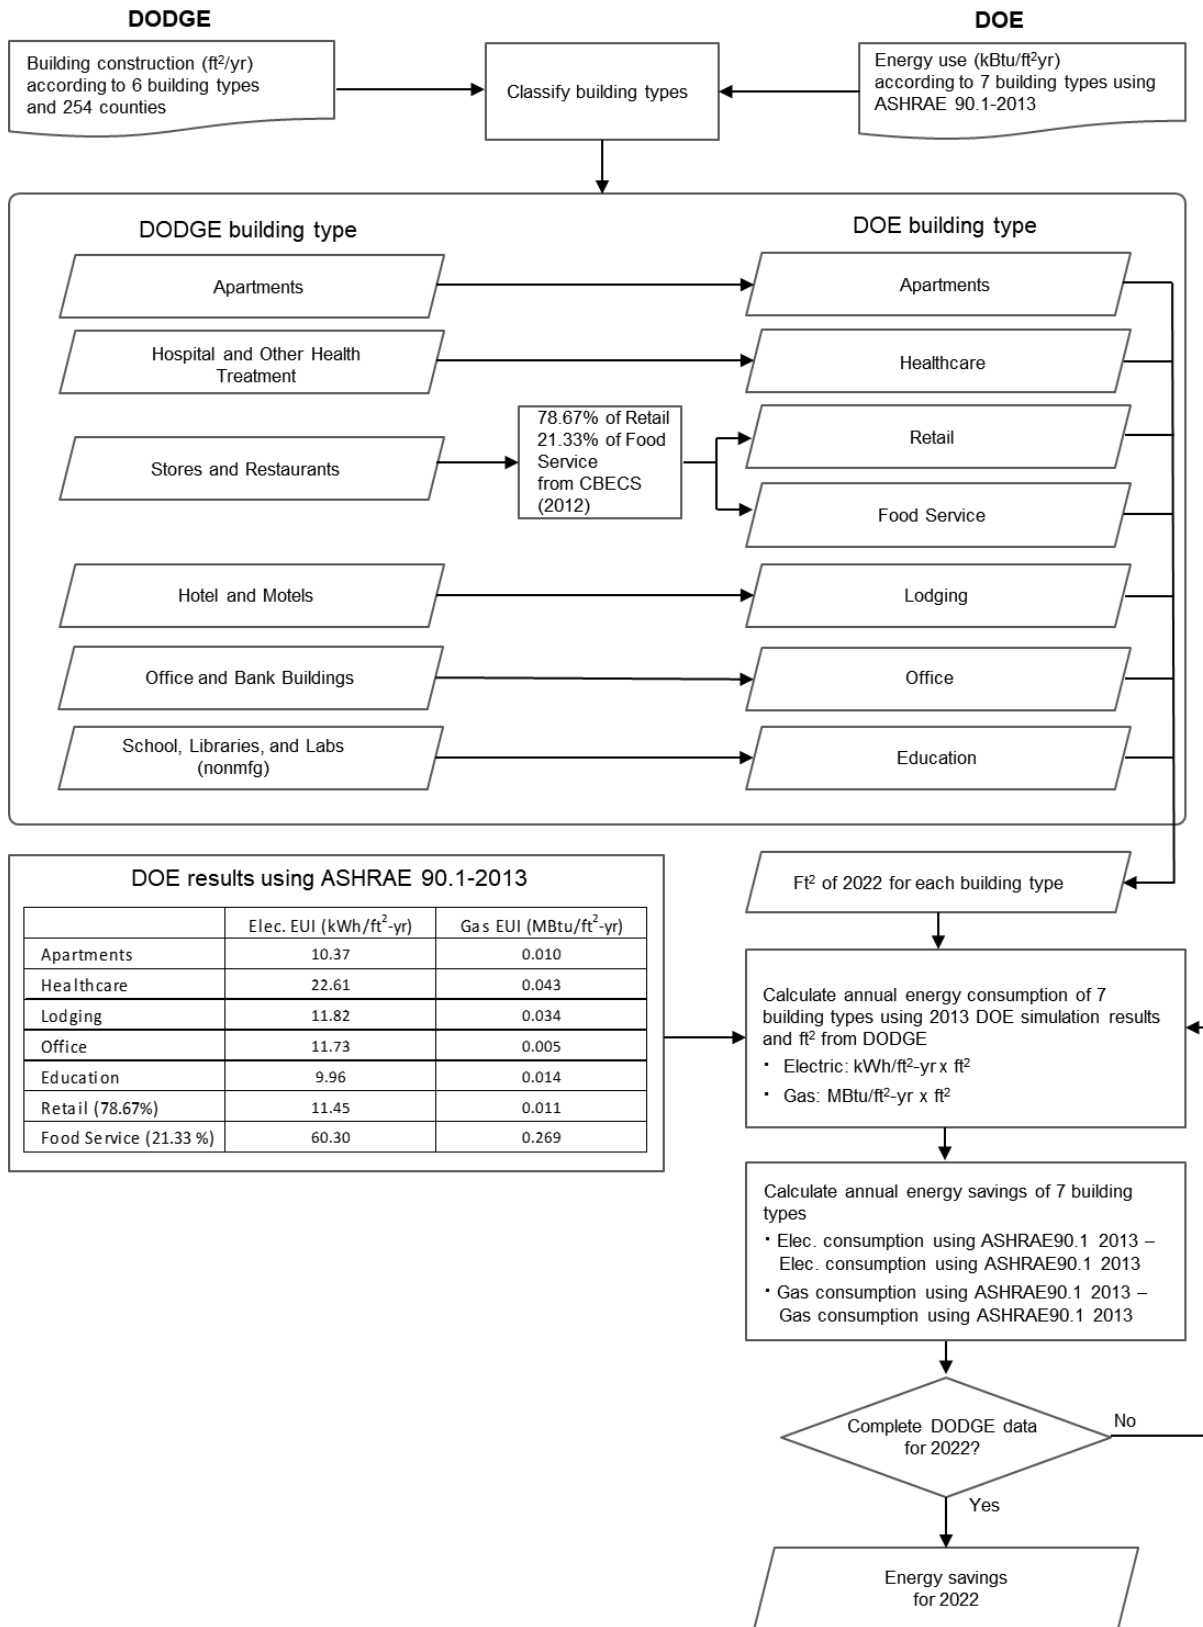 DODGE
DOE
Building construction (ft²/yr)
according to 6 building types
and 254 counties
Classify building types
Energy use (kBtu/ft²yr)
according to 7 building types using
ASHRAE 90.1-2013
DODGE building type
DOE building type
Apartments
Apartments
Hospital and Other Health
Treatment
Healthcare
Stores and Restaurants
78.67% of Retail
21.33% of Food
Service
from CBECS
(2012)
Retail
Food Service
Hotel and Motels
Lodging
Office and Bank Buildings
Office
School, Libraries, and Labs
(nonmfg)
Education
DOE results using ASHRAE 90.1-2013
Elec. EUI (kWh/ft²-yr) Gas EUI (MBtu/ft²-yr)
Apartments 10.37 0.010
Healthcare 22.61 0.043
Lodging 11.82 0.034
Office 11.73 0.005
Education 9.96 0.014
Retail (78.67%) 11.45 0.011
Food Service (21.33 %) 60.30 0.269
Ft² of 2022 for each building type
Calculate annual energy consumption of 7
building types using 2013 DOE simulation results
and ft² from DODGE
▪ Electric: kWh/ft²-yr x ft²
▪ Gas: MBtu/ft²-yr x ft²
Calculate annual energy savings of 7 building
types
▪ Elec. consumption using ASHRAE90.1 2013 –
Elec. consumption using ASHRAE90.1 2013
▪ Gas consumption using ASHRAE90.1 2013 –
Gas consumption using ASHRAE90.1 2013
Complete DODGE data
for 2022?
No
Yes
Energy savings
for 2022